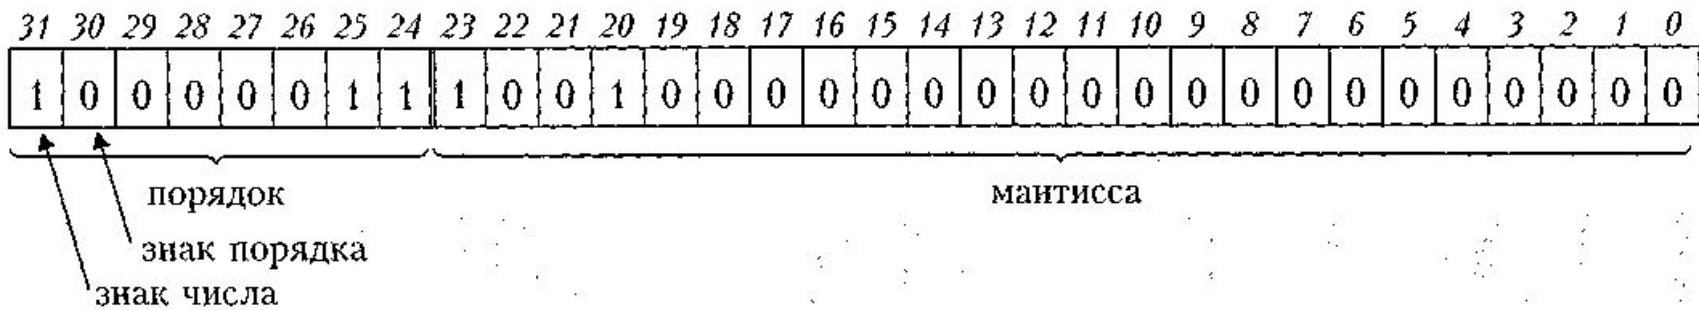 31 30 29 28 27 26 25 24 23 22 21 20 19 18 17 16 15 14 13 12 11 10 9 8 7 6 5 4 3 2 1 0
1 0 0 0 0 0 1 1 1 0 0 1 0 0 0 0 0 0 0 0 0 0 0 0 0 0 0 0 0 0 0 0
порядок мантисса
знак порядка
знак числа